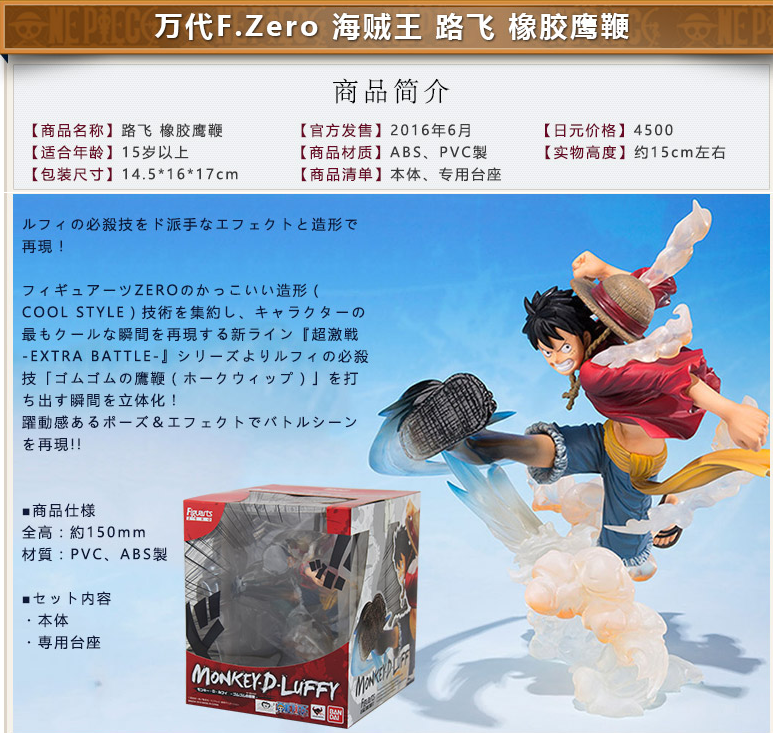 万代F.Zero 海贼王 路飞 橡胶鹰鞭
商品简介
【商品名称】路飞 橡胶鹰鞭 【官方发售】2016年6月 【日元价格】4500
【适合年龄】15岁以上 【商品材质】ABS、PVC製 【实物高度】约15cm左右
【包装尺寸】14.5*16*17cm 【商品清单】本体、专用台座
ルフィの必殺技をド派手なエフェクトと造形で
再現！
フィギュアーツZEROのかっこいい造形 (
COOL STYLE ) 技術を集約し、キャラクターの
最もクールな瞬間を再現する新ライン『超激戦
-EXTRA BATTLE-』シリーズよりルフィの必殺
技「ゴムゴムの鷹鞭 ( ホークウィップ ) 」を打
ち出す瞬間を立体化！
躍動感あるポーズ＆エフェクトでバトルシーン
を再現!!
■商品仕様
全高：約150mm
材質：PVC、ABS製
■セット内容
・本体
・専用台座
Figuarts
ZERO
MONKEY・D・LUFFY
MONKEY・D・LUFFY
BAN
DAI